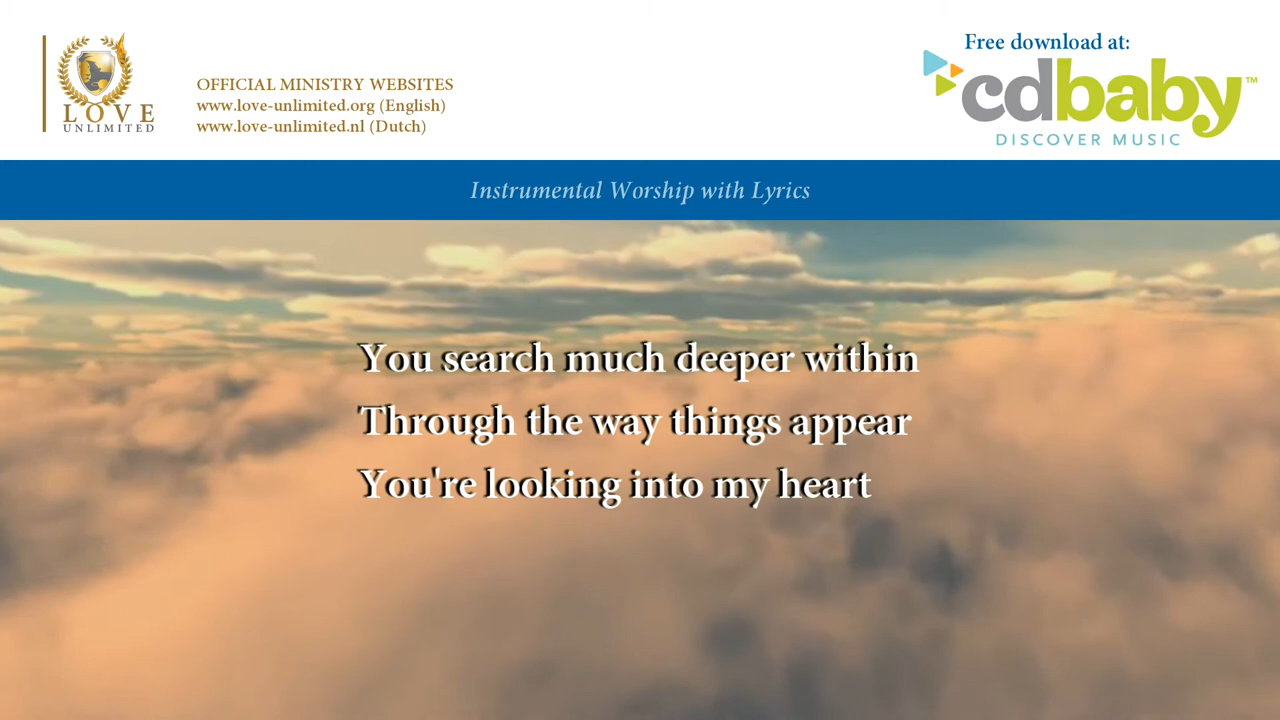 LOVE
UNLIMITED
OFFICIAL MINISTRY WEBSITES
www.love-unlimited.org (English)
www.love-unlimited.nl (Dutch)
Free download at:
cdbaby™
DISCOVER MUSIC
Instrumental Worship with Lyrics
You search much deeper within
Through the way things appear
You're looking into my heart